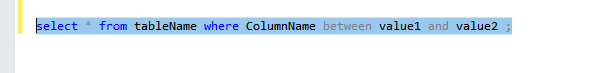 select * from tableName where ColumnName between value1 and value2 ;